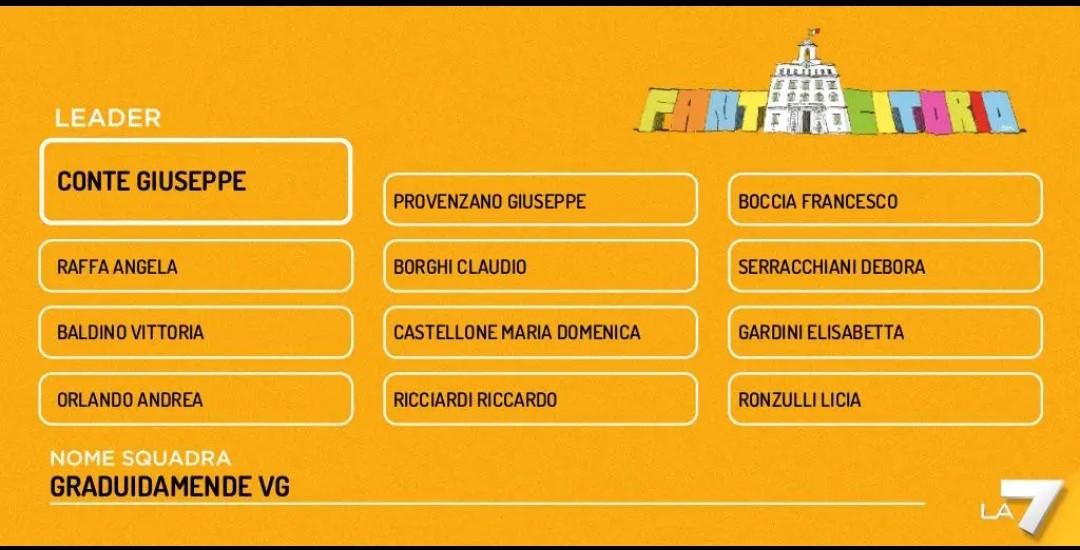 FANTACITORIO
LEADER
CONTE GIUSEPPE
RAFFA ANGELA
BALDINO VITTORIA
ORLANDO ANDREA
PROVENZANO GIUSEPPE
BORGHI CLAUDIO
CASTELLONE MARIA DOMENICA
RICCIARDI RICCARDO
BOCCIA FRANCESCO
SERRACCHIANI DEBORA
GARDINI ELISABETTA
RONZULLI LICIA
NOME SQUADRA
GRADUIDAMENDE VG
LA7